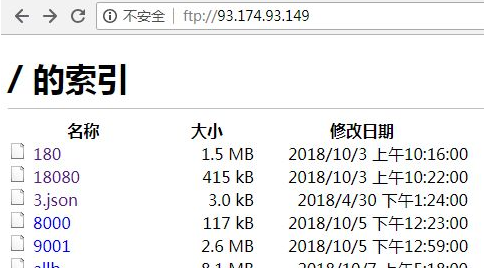 不安全 ftp://93.174.93.149
/ 的索引
名称 大小 修改日期
180 1.5 MB 2018/10/3 上午10:16:00
18080 415 kB 2018/10/3 上午10:22:00
3.json 3.0 kB 2018/4/30 下午1:24:00
8000 117 kB 2018/10/5 下午12:23:00
9001 2.6 MB 2018/10/5 下午12:59:00